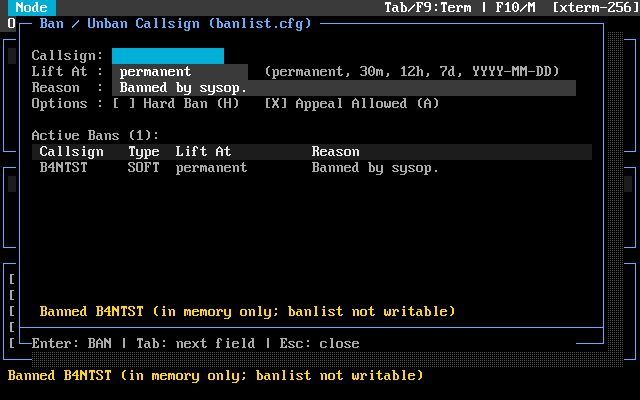 Node Tab/F9:Term | F10/M [xterm-256]
O Ban / Unban Callsign (banlist.cfg)
Callsign:
Lift At : permanent (permanent, 30m, 12h, 7d, YYYY-MM-DD)
Reason : Banned by sysop.
Options : [ ] Hard Ban (H) [X] Appeal Allowed (A)
Active Bans (1):
Callsign Type Lift At Reason
B4NTST SOFT permanent Banned by sysop.
[
[
Banned B4NTST (in memory only; banlist not writable)
[
[
[ Enter: BAN | Tab: next field | Esc: close
Banned B4NTST (in memory only; banlist not writable)